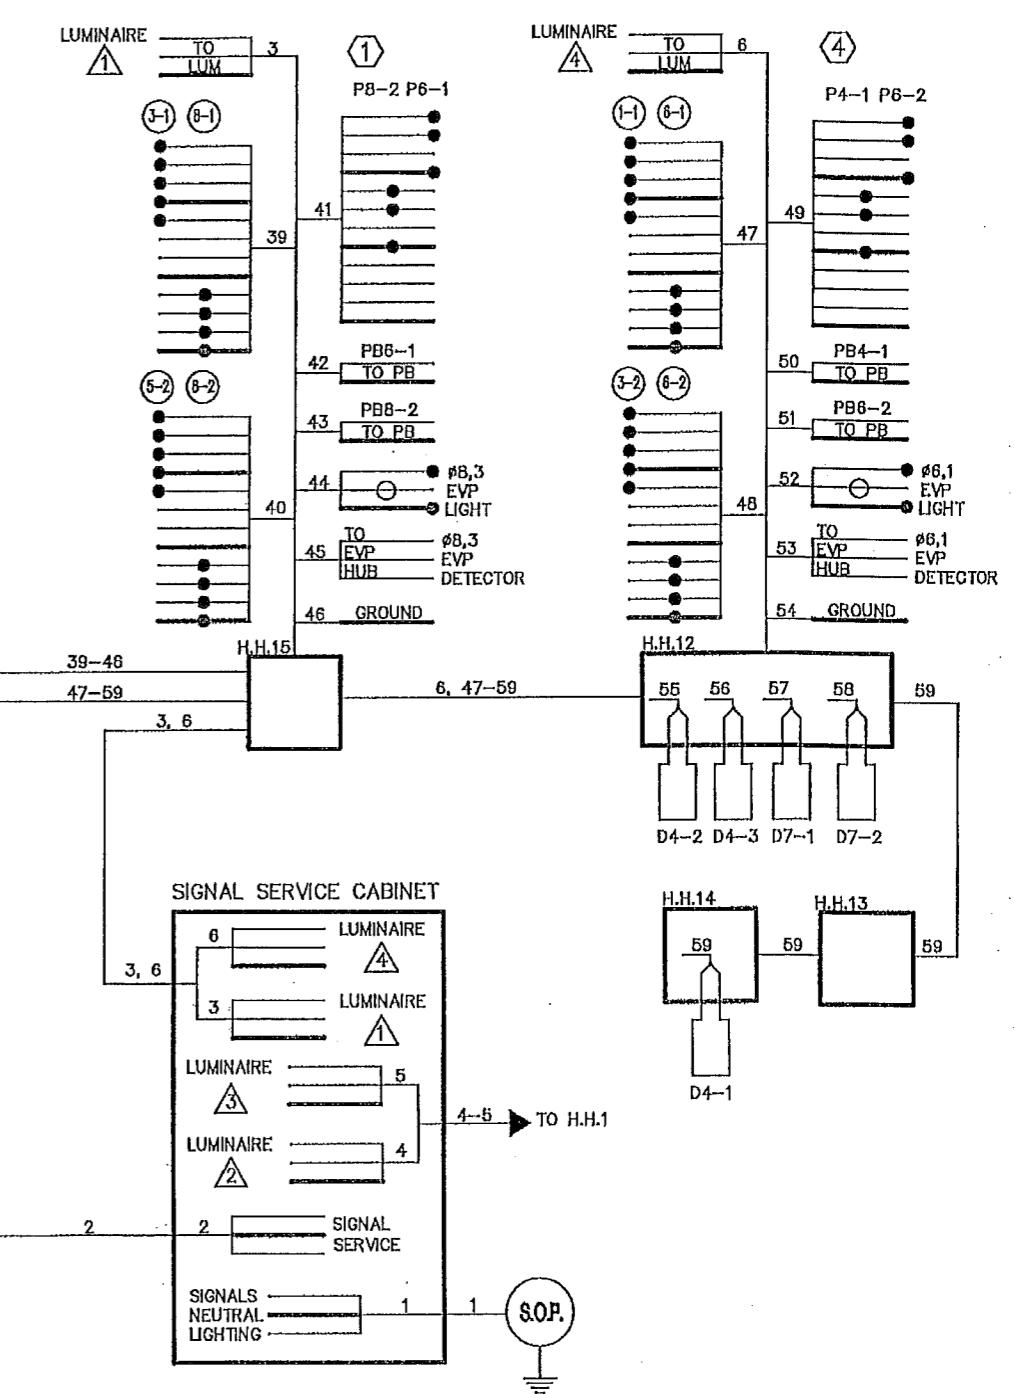 LUMINAIRE
1
TO
LUM
3
1
P8-2 P6-1
3-1 8-1
41
39
42
PB6-1
TO PB
5-2 8-2
43
PB8-2
TO PB
44
ø8,3
EVP
LIGHT
40
45
TO
EVP
HUB
ø8,3
EVP
DETECTOR
46
GROUND
LUMINAIRE
4
TO
LUM
6
4
P4-1 P6-2
1-1 6-1
49
47
50
PB4-1
TO PB
3-2 6-2
51
PB6-2
TO PB
52
ø6,1
EVP
LIGHT
48
53
TO
EVP
HUB
ø6,1
EVP
DETECTOR
54
GROUND
H.H.15
39-46
47-59
3, 6
6, 47-59
H.H.12
55 56 57 58
59
D4-2 D4-3 D7-1 D7-2
H.H.14
59
59
H.H.13
59
D4-1
SIGNAL SERVICE CABINET
6
LUMINAIRE
4
3, 6
3
LUMINAIRE
1
LUMINAIRE
3
5
4-5
TO H.H.1
LUMINAIRE
2
4
2
2
SIGNAL
SERVICE
SIGNALS
NEUTRAL
LIGHTING
1
1
S.O.P.